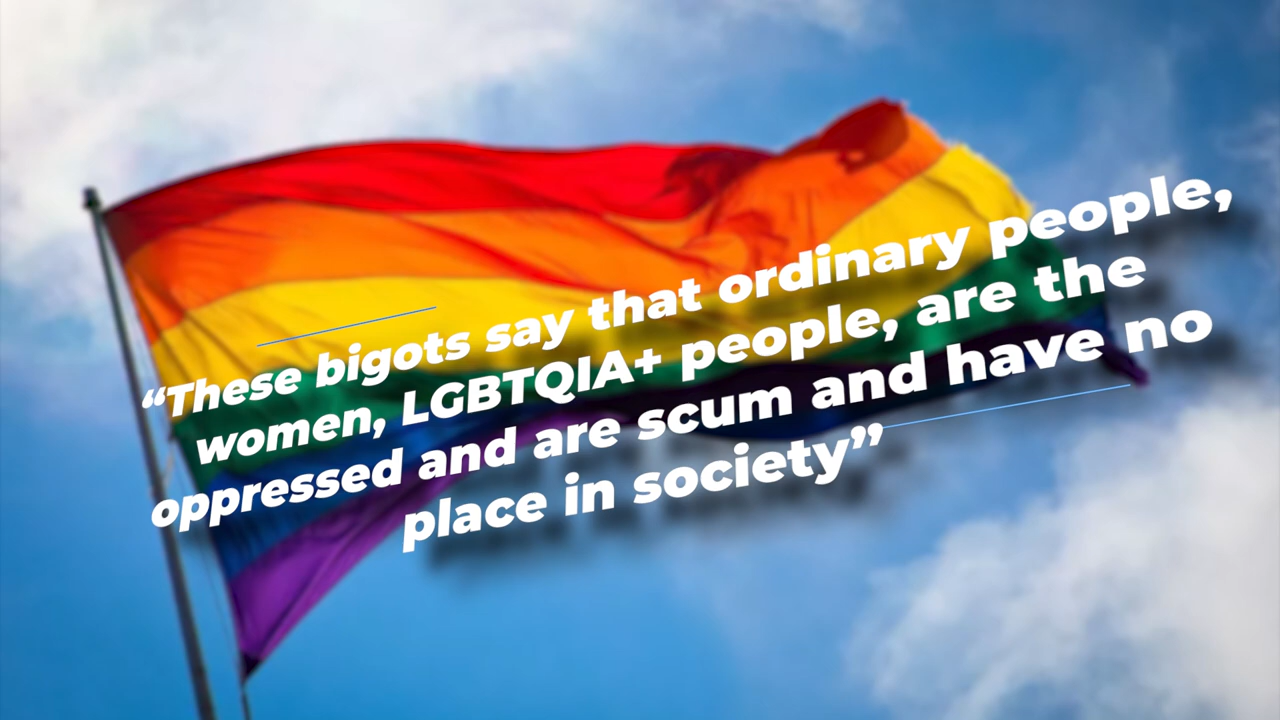 “These bigots say that ordinary people,
women, LGBTQIA+ people, are the
oppressed and are scum and have no
place in society”